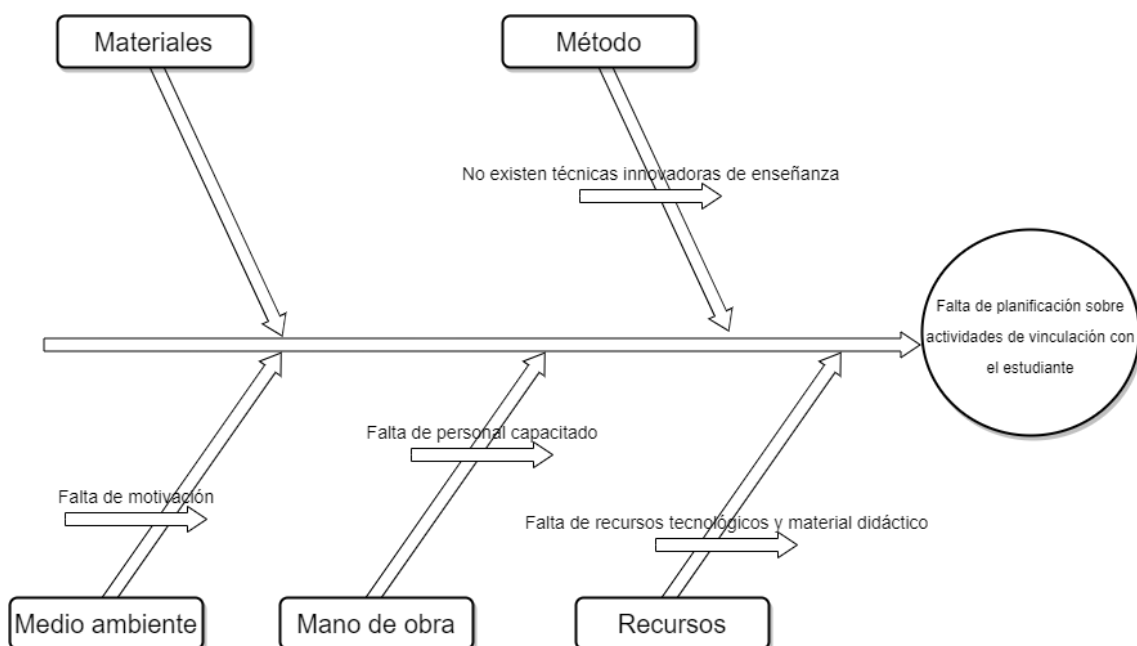 Materiales
Método
No existen técnicas innovadoras de enseñanza
Falta de planificación sobre
actividades de vinculación con
el estudiante
Falta de personal capacitado
Falta de motivación
Falta de recursos tecnológicos y material didáctico
Medio ambiente
Mano de obra
Recursos